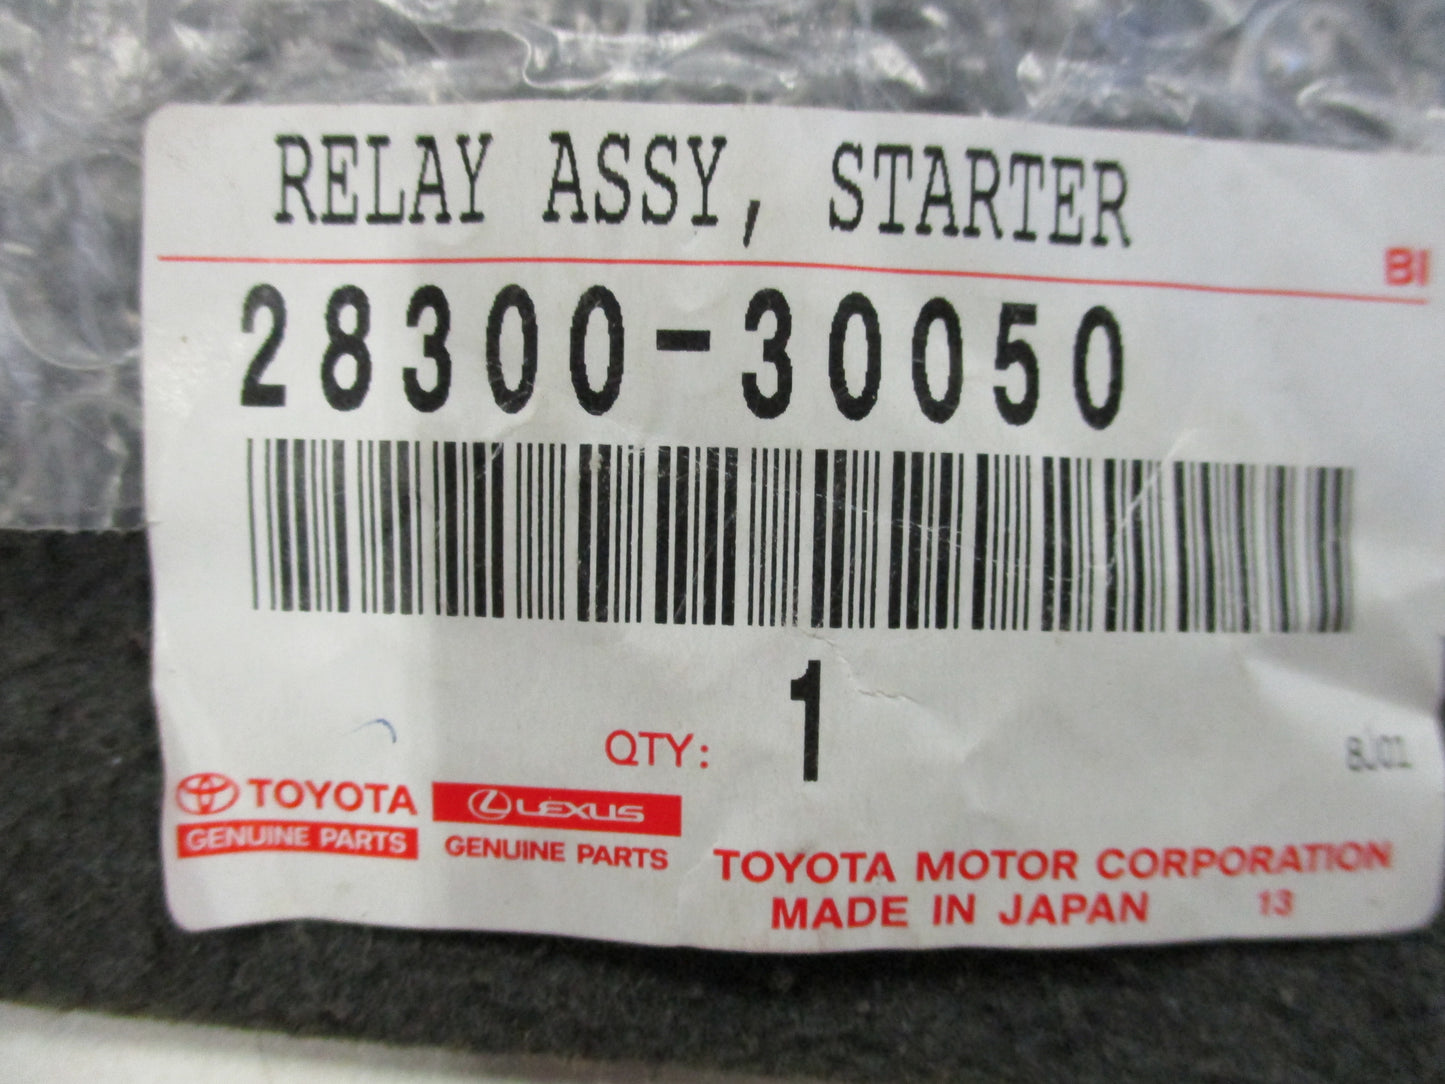 RELAY ASSY, STARTER
BI
28300-30050
1
QTY:
8J01
TOYOTA
GENUINE PARTS
LEXUS
GENUINE PARTS
TOYOTA MOTOR CORPORATION
MADE IN JAPAN 13